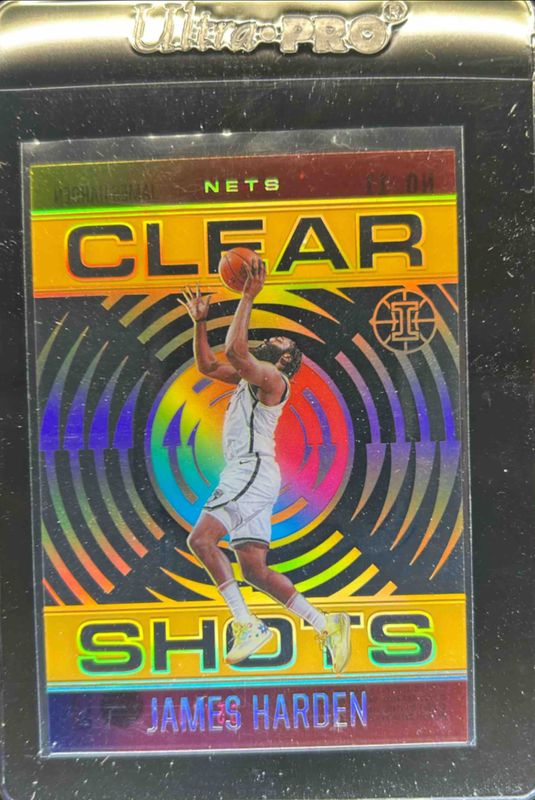 Ultra·PRO®
NETS
CLEAR
I
SHOTS
JAMES HARDEN